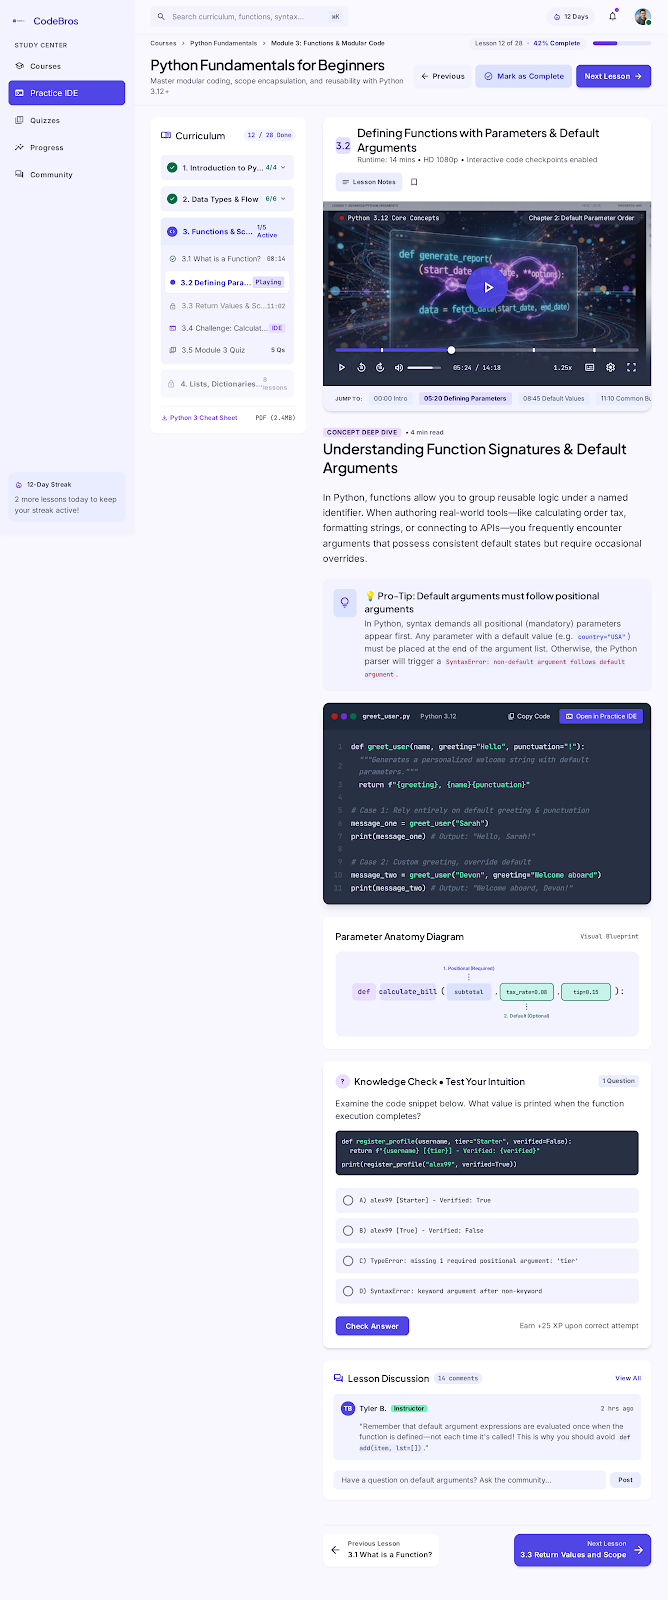 CodeBros
Search curriculum, functions, syntax...
⌘K
12 Days
STUDY CENTER
Courses
Practice IDE
Quizzes
Progress
Community
12-Day Streak
2 more lessons today to keep
your streak active!
Courses > Python Fundamentals > Module 3: Functions & Modular Code
Lesson 12 of 28 • 42% Complete
Python Fundamentals for Beginners
Master modular coding, scope encapsulation, and reusability with Python
3.12+
← Previous
Mark as Complete
Next Lesson →
Curriculum
12 / 28 Done
1. Introduction to Py... 4/4
2. Data Types & Flow 6/6
3. Functions & Sc... 1/5
Active
3.1 What is a Function? 08:14
3.2 Defining Para... Playing
3.3 Return Values & Sc... 11:02
3.4 Challenge: Calculat... IDE
3.5 Module 3 Quiz 5 Qs
4. Lists, Dictionaries... 8
lessons
Python 3 Cheat Sheet PDF (2.4MB)
3.2
Defining Functions with Parameters & Default
Arguments
Runtime: 14 mins • HD 1080p • Interactive code checkpoints enabled
Lesson Notes
Python 3.12 Core Concepts
Chapter 2: Default Parameter Order
def generate_report(
(start_date, end_date, **options):
data = fetch_data(start_date, end_date)
05:24 / 14:18
1.25x
JUMP TO:
00:00 Intro
05:20 Defining Parameters
08:45 Default Values
11:10 Common Bu
CONCEPT DEEP DIVE • 4 min read
Understanding Function Signatures & Default
Arguments
In Python, functions allow you to group reusable logic under a named
identifier. When authoring real-world tools—like calculating order tax,
formatting strings, or connecting to APIs—you frequently encounter
arguments that possess consistent default states but require occasional
overrides.
💡 Pro-Tip: Default arguments must follow positional
arguments
In Python, syntax demands all positional (mandatory) parameters
appear first. Any parameter with a default value (e.g. country="USA")
must be placed at the end of the argument list. Otherwise, the Python
parser will trigger a SyntaxError: non-default argument follows default
argument.
greet_user.py Python 3.12
Copy Code
Open in Practice IDE
1 def greet_user(name, greeting="Hello", punctuation="!"):
2 """Generates a personalized welcome string with default
parameters."""
3 return f"{greeting}, {name}{punctuation}"
4
5 # Case 1: Rely entirely on default greeting & punctuation
6 message_one = greet_user("Sarah")
7 print(message_one) # Output: "Hello, Sarah!"
8
9 # Case 2: Custom greeting, override default
10 message_two = greet_user("Devon", greeting="Welcome aboard")
11 print(message_two) # Output: "Welcome aboard, Devon!"
Parameter Anatomy Diagram
Visual Blueprint
1. Positional (Required)
def calculate_bill ( subtotal , tax_rate=0.08 , tip=0.15 ):
2. Default (Optional)
? Knowledge Check • Test Your Intuition
1 Question
Examine the code snippet below. What value is printed when the function
execution completes?
def register_profile(username, tier="Starter", verified=False):
return f"{username} [{tier}] - Verified: {verified}"
print(register_profile("alex99", verified=True))
A) alex99 [Starter] - Verified: True
B) alex99 [True] - Verified: False
C) TypeError: missing 1 required positional argument: 'tier'
D) SyntaxError: keyword argument after non-keyword
Check Answer
Earn +25 XP upon correct attempt
Lesson Discussion
14 comments
View All
TB
Tyler B. Instructor
2 hrs ago
"Remember that default argument expressions are evaluated once when the
function is defined—not each time it's called! This is why you should avoid def
add(item, lst=[])."
Have a question on default arguments? Ask the community...
Post
Previous Lesson
← 3.1 What is a Function?
Next Lesson
3.3 Return Values and Scope →